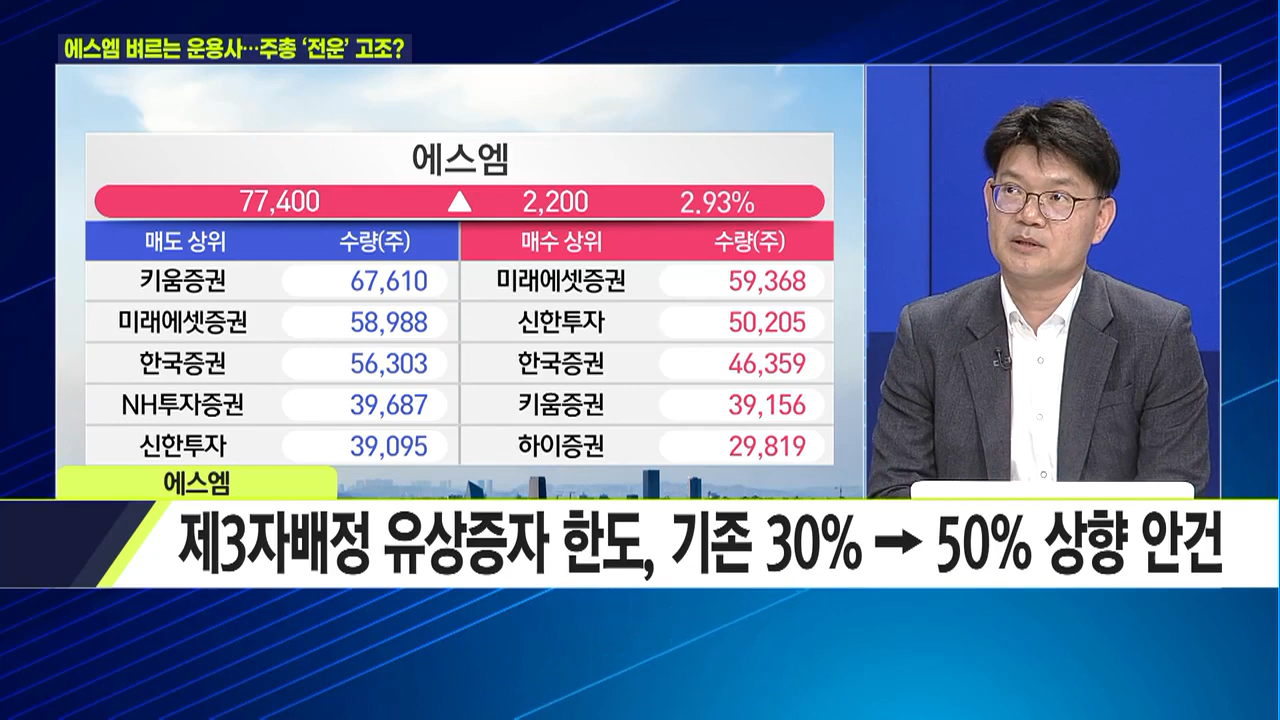 에스엠 벼르는 운용사…주총 '전운' 고조?
에스엠
77,400 ▲ 2,200 2.93%
매도 상위 수량(주) 매수 상위 수량(주)
키움증권 67,610 미래에셋증권 59,368
미래에셋증권 58,988 신한투자 50,205
한국증권 56,303 한국증권 46,359
NH투자증권 39,687 키움증권 39,156
신한투자 39,095 하이증권 29,819
에스엠
제3자배정 유상증자 한도, 기존 30% → 50% 상향 안건